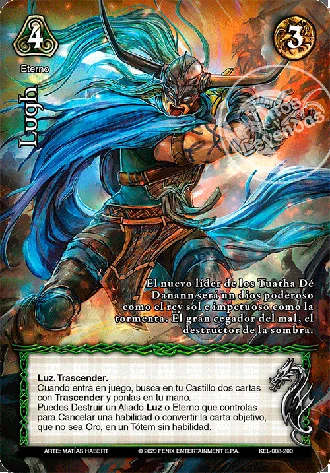 4
3
Eterno
Lugh
Mitos
Leyendas
El nuevo líder de los Tuatha Dé
Danann será un dios poderoso
como el rey sol e impetuoso como la
tormenta. El gran cegador del mal, el
destructor de la sombra.
Luz. Trascender.
Cuando entra en juego, busca en tu Castillo dos cartas
con Trascender y ponlas en tu mano.
Puedes Destruir un Aliado Luz o Eterno que controlas
para Cancelar una habilidad o convertir la carta objetivo,
que no sea Oro, en un Tótem sin habilidad.
ARTE: MATÍAS HABERT
© 2023 FENIX ENTERTAINMENT S.P.A.